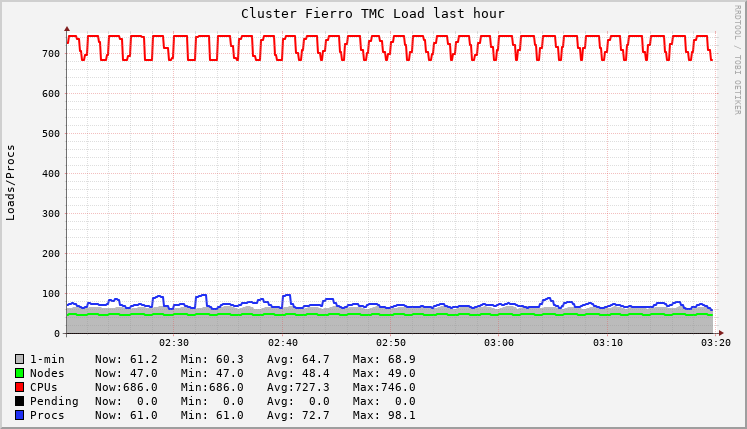 Cluster Fierro TMC Load last hour
RRDTOOL / TOBI OETIKER
Loads/Procs
700
600
500
400
300
200
100
0
02:30 02:40 02:50 03:00 03:10 03:20
1-min Now: 61.2 Min: 60.3 Avg: 64.7 Max: 68.9
Nodes Now: 47.0 Min: 47.0 Avg: 48.4 Max: 49.0
CPUs Now:686.0 Min:686.0 Avg:727.3 Max:746.0
Pending Now: 0.0 Min: 0.0 Avg: 0.0 Max: 0.0
Procs Now: 61.0 Min: 61.0 Avg: 72.7 Max: 98.1